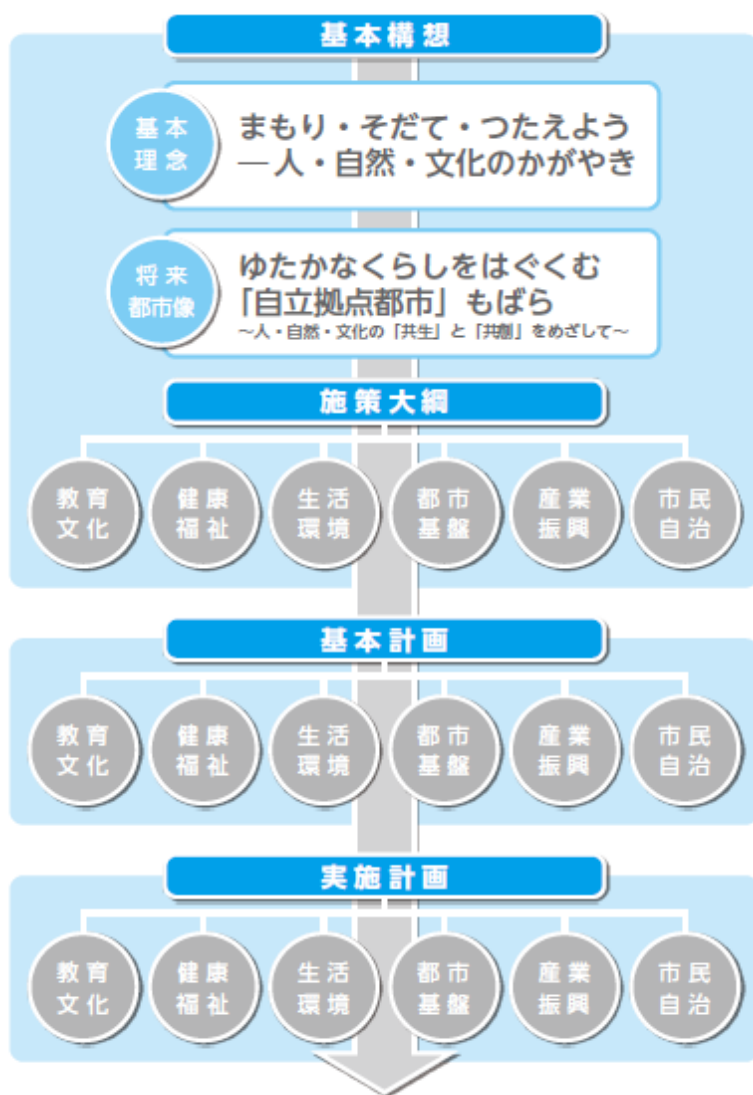 基本構想
基本
理念
まもり・そだて・つたえよう
―人・自然・文化のかがやき
将来
都市像
ゆたかなくらしをはぐくむ
「自立拠点都市」もばら
～人・自然・文化の「共生」と「共創」をめざして～
施策大綱
教育
文化
健康
福祉
生活
環境
都市
基盤
産業
振興
市民
自治
基本計画
教育
文化
健康
福祉
生活
環境
都市
基盤
産業
振興
市民
自治
実施計画
教育
文化
健康
福祉
生活
環境
都市
基盤
産業
振興
市民
自治